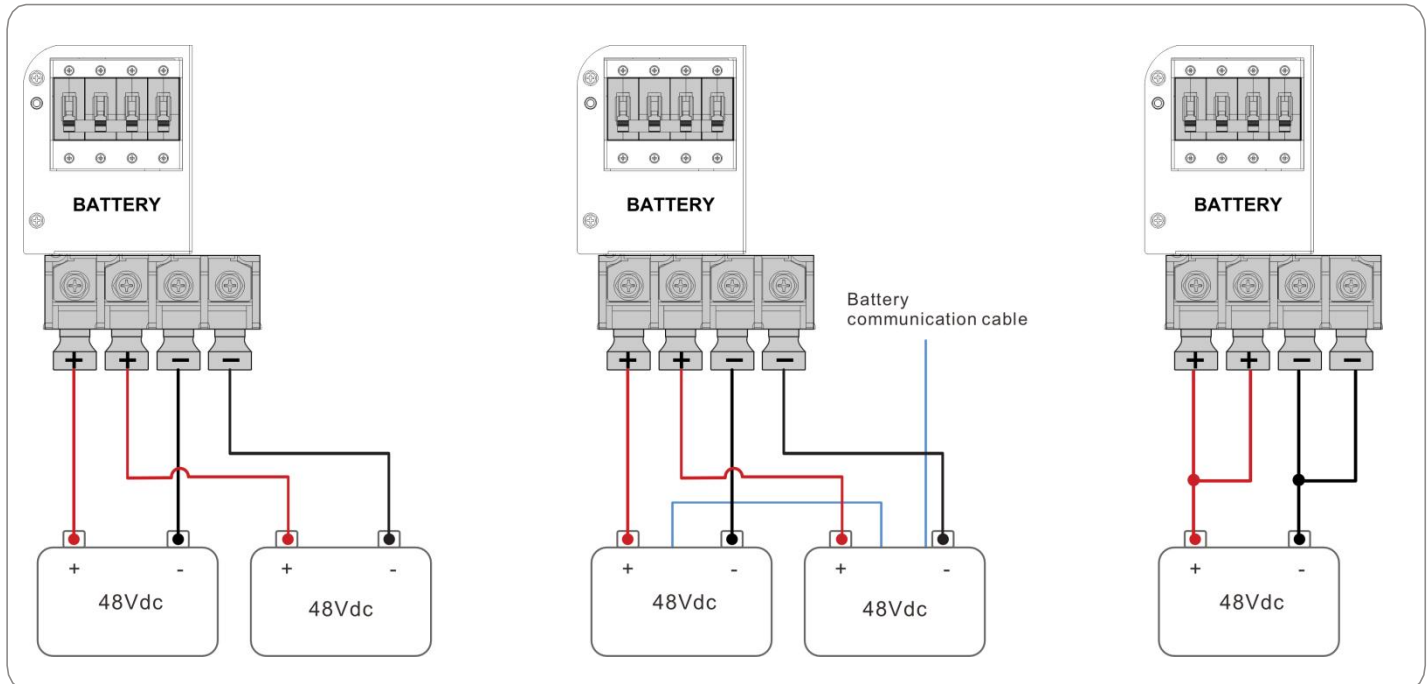 BATTERY
BATTERY
BATTERY
Battery
communication cable
+ + − −
+ + − −
+ + − −
+ - + -
+ - + -
+ -
48Vdc 48Vdc
48Vdc 48Vdc
48Vdc